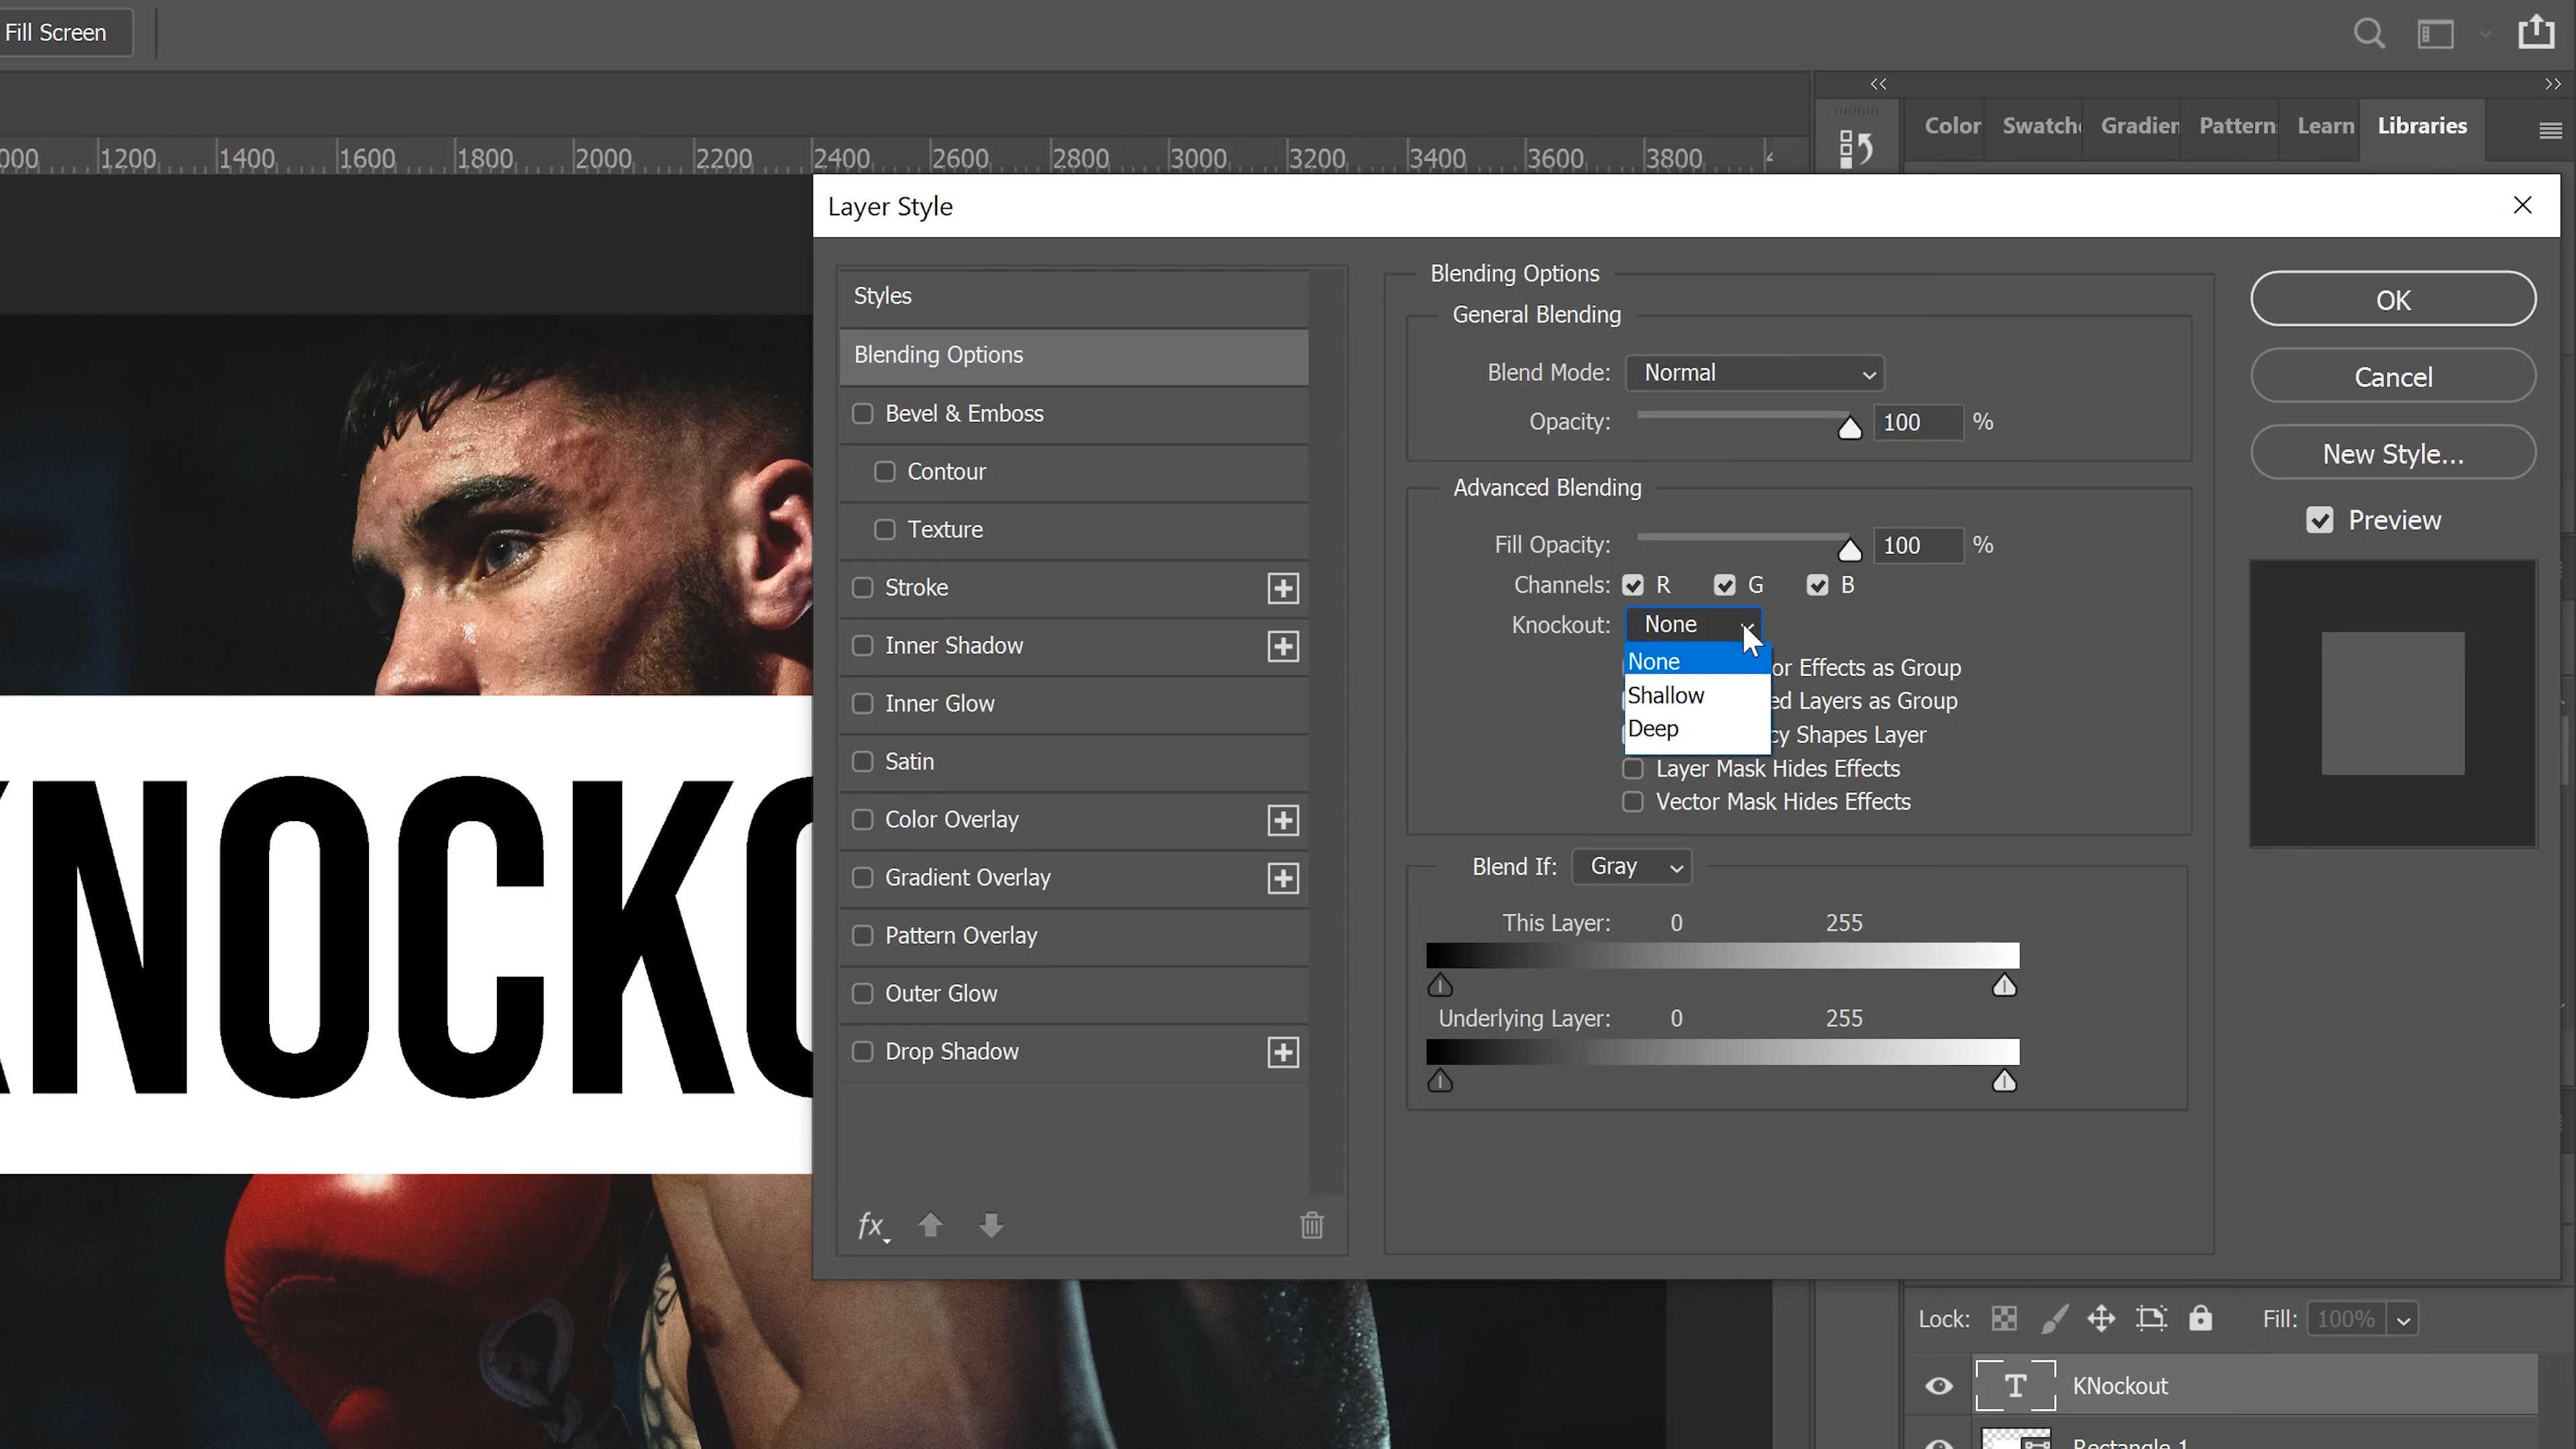 Fill Screen
000 1200 1400 1600 1800 2000 2200 2400 2600 2800 3000 3200 3400 3600 3800
Color Swatch Gradien Pattern Learn Libraries
Layer Style
Styles
Blending Options
Bevel & Emboss
Contour
Texture
Stroke
Inner Shadow
Inner Glow
Satin
Color Overlay
Gradient Overlay
Pattern Overlay
Outer Glow
Drop Shadow
fx
Blending Options
General Blending
Blend Mode: Normal
Opacity: 100 %
Advanced Blending
Fill Opacity: 100 %
Channels: R G B
Knockout: None
None
Shallow
Deep
or Effects as Group
ed Layers as Group
cy Shapes Layer
Layer Mask Hides Effects
Vector Mask Hides Effects
Blend If: Gray
This Layer: 0 255
Underlying Layer: 0 255
OK
Cancel
New Style...
Preview
KNOCKO
Lock: Fill: 100%
T KNockout
Rectangle 1